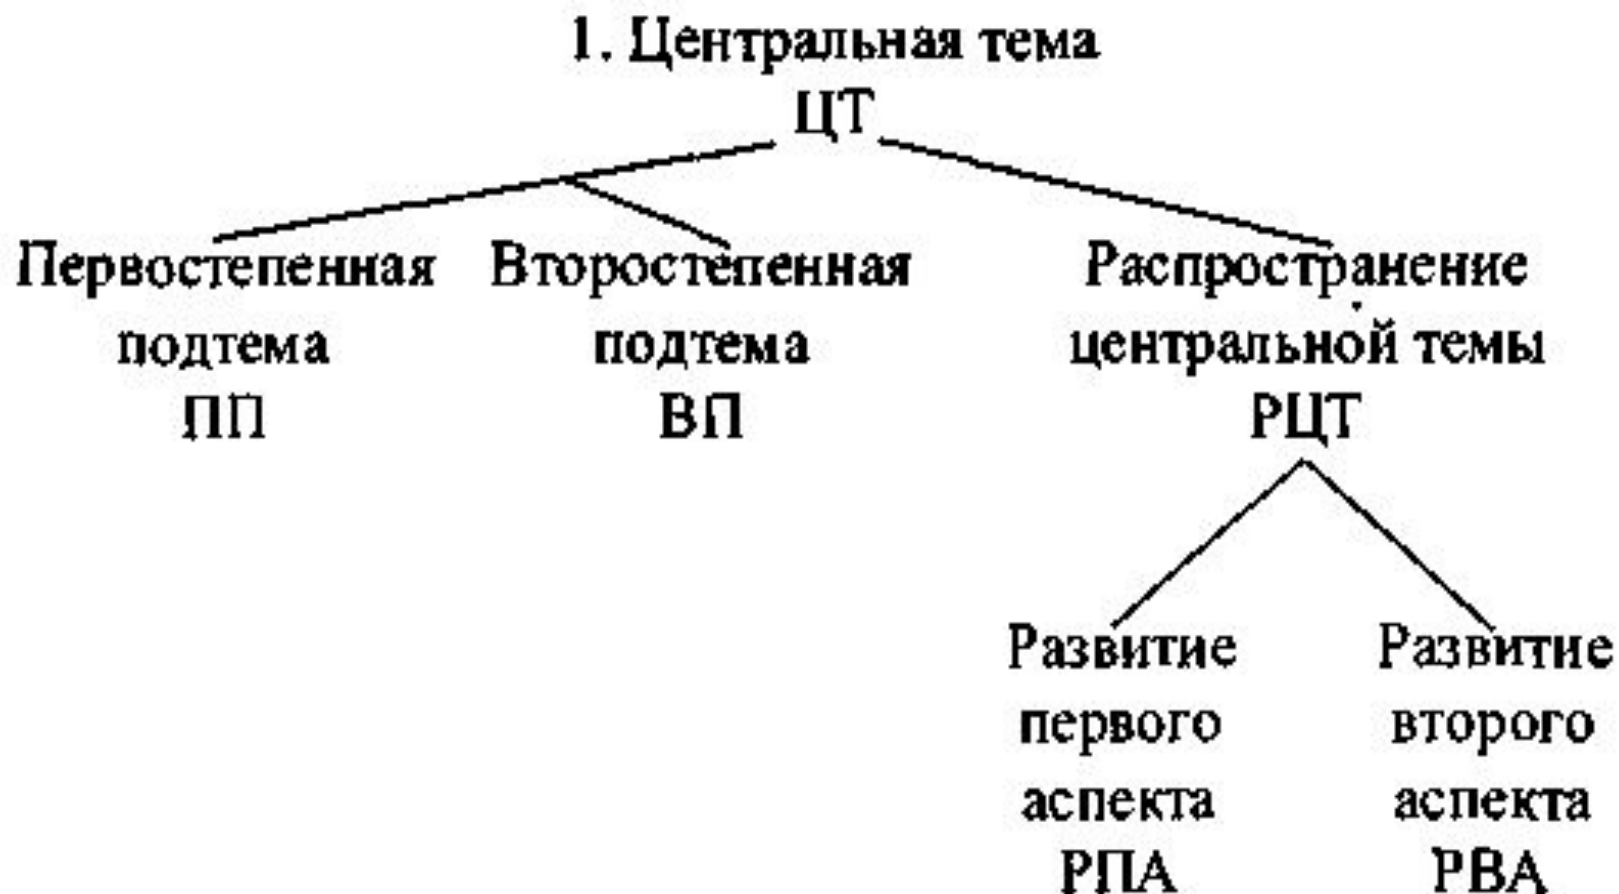 1. Центральная тема
ЦТ
Первостепенная
подтема
ПП
Второстепенная
подтема
ВП
Распространение
центральной темы
РЦТ
Развитие
первого
аспекта
РПА
Развитие
второго
аспекта
РВА